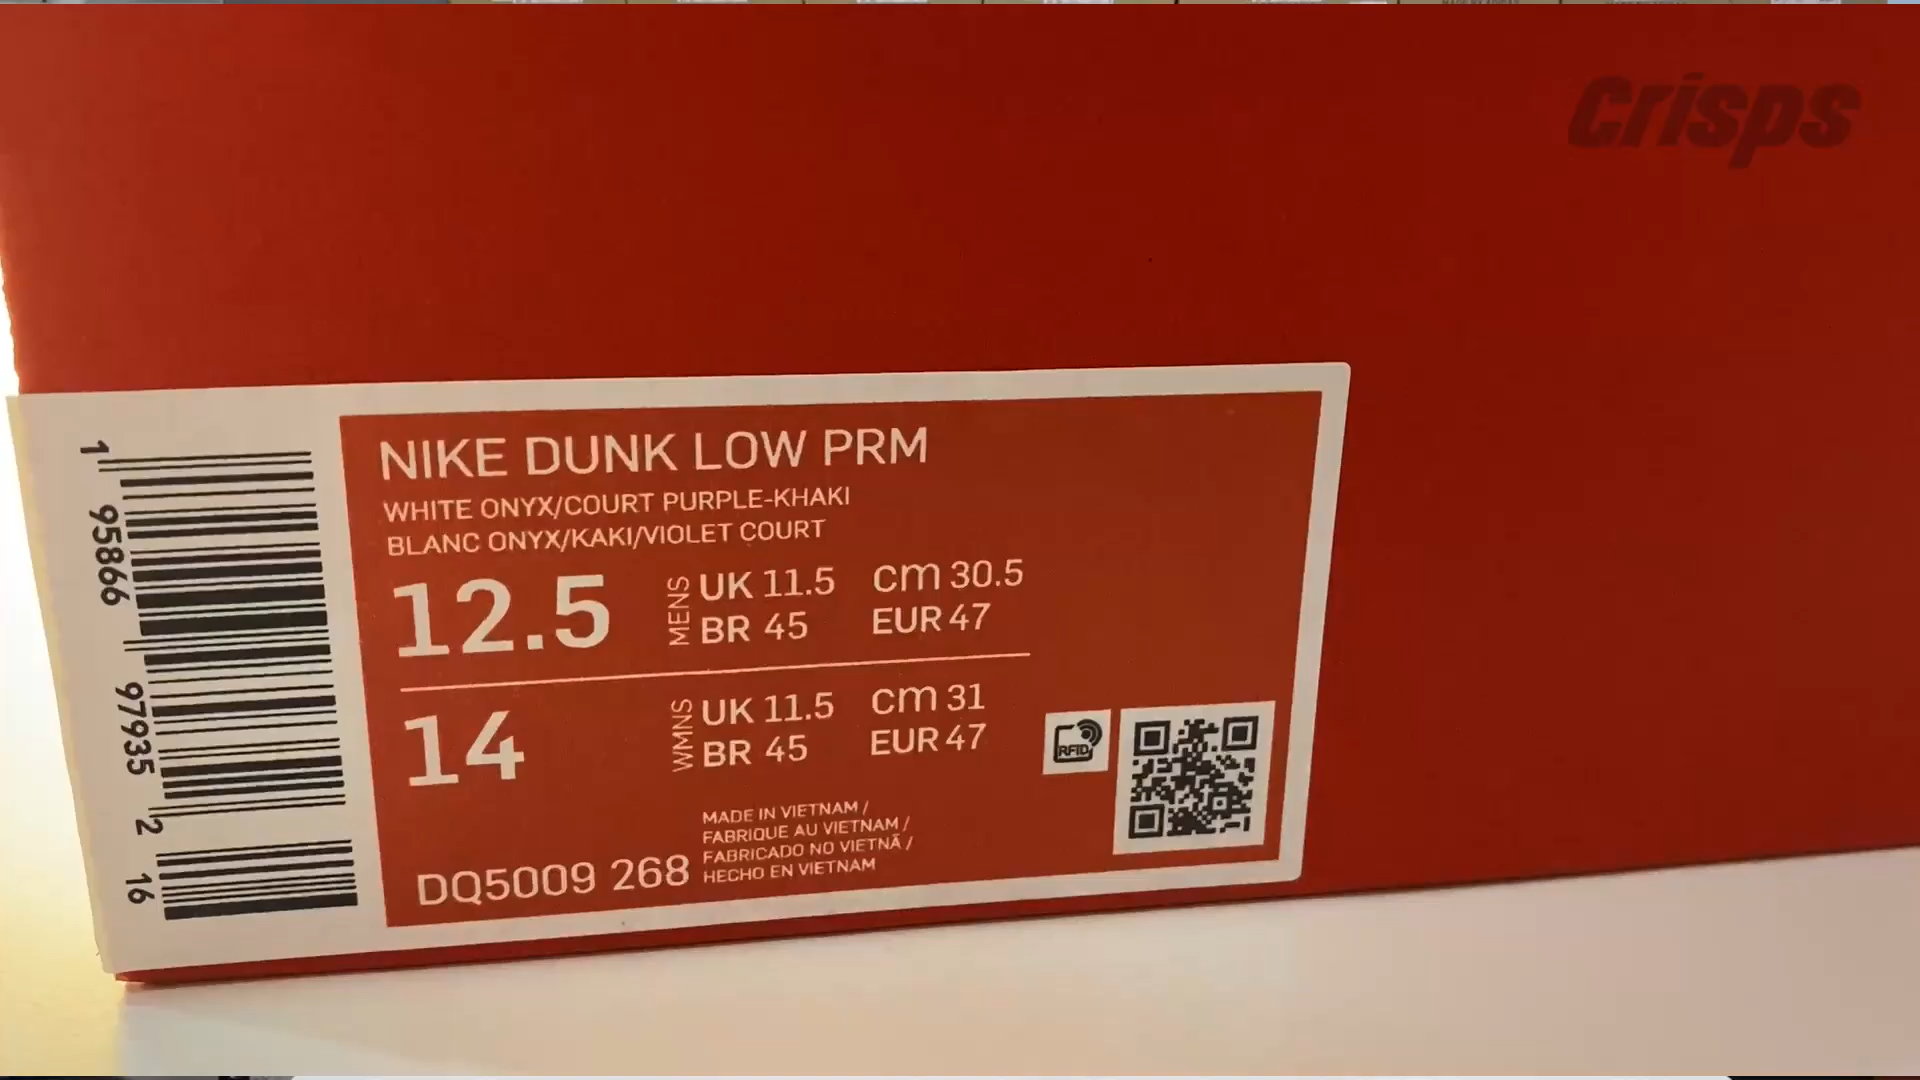 Crisps
NIKE DUNK LOW PRM
WHITE ONYX/COURT PURPLE-KHAKI
BLANC ONYX/KAKI/VIOLET COURT
12.5
MENS
UK 11.5 cm 30.5
BR 45 EUR 47
14
WMNS
UK 11.5 cm 31
BR 45 EUR 47
RFID
MADE IN VIETNAM /
FABRIQUE AU VIETNAM /
FABRICADO NO VIETNÃ /
HECHO EN VIETNAM
DQ5009 268
1 95866 97935 2 16